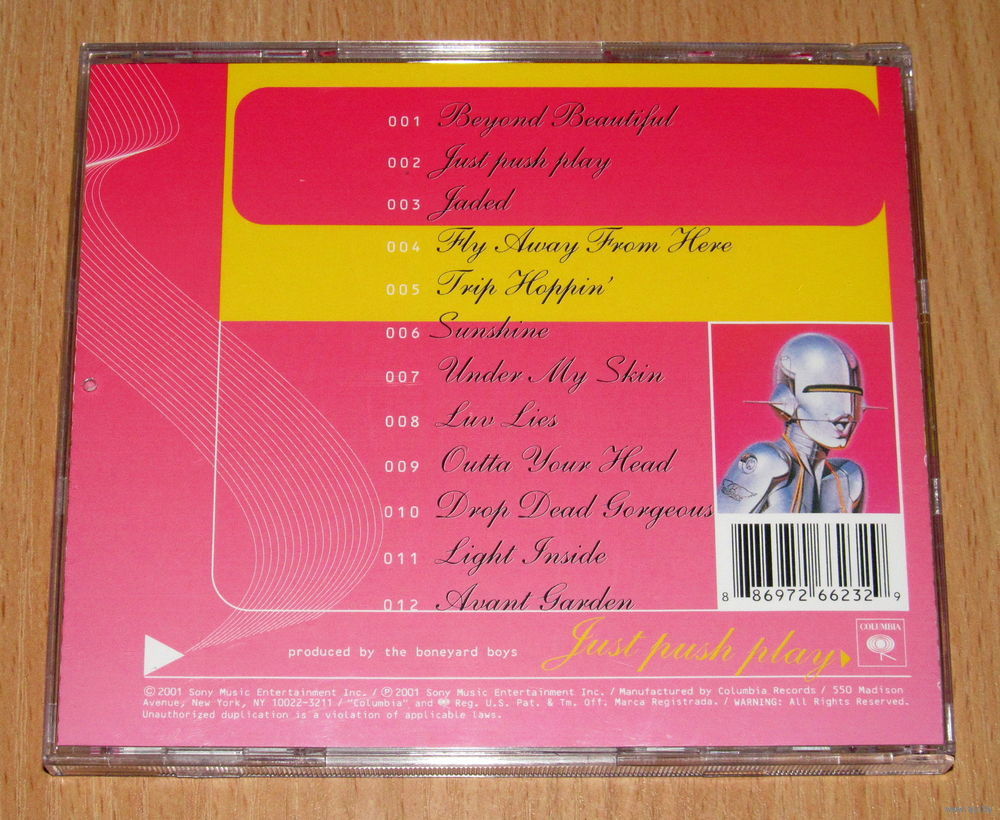 001 Beyond Beautiful
002 Just push play
003 Jaded
004 Fly Away From Here
005 Trip Hoppin'
006 Sunshine
007 Under My Skin
008 Luv Lies
009 Outta Your Head
010 Drop Dead Gorgeous
011 Light Inside
012 Avant Garden
8 86972 66232 9
produced by the boneyard boys
Just push play
COLUMBIA
©2001 Sony Music Entertainment Inc. / ℗ 2001 Sony Music Entertainment Inc. / Manufactured by Columbia Records / 550 Madison
Avenue, New York, NY 10022-3211 / "Columbia" and Reg. U.S. Pat. & Tm. Off. Marca Registrada. / WARNING: All Rights Reserved.
Unauthorized duplication is a violation of applicable laws.